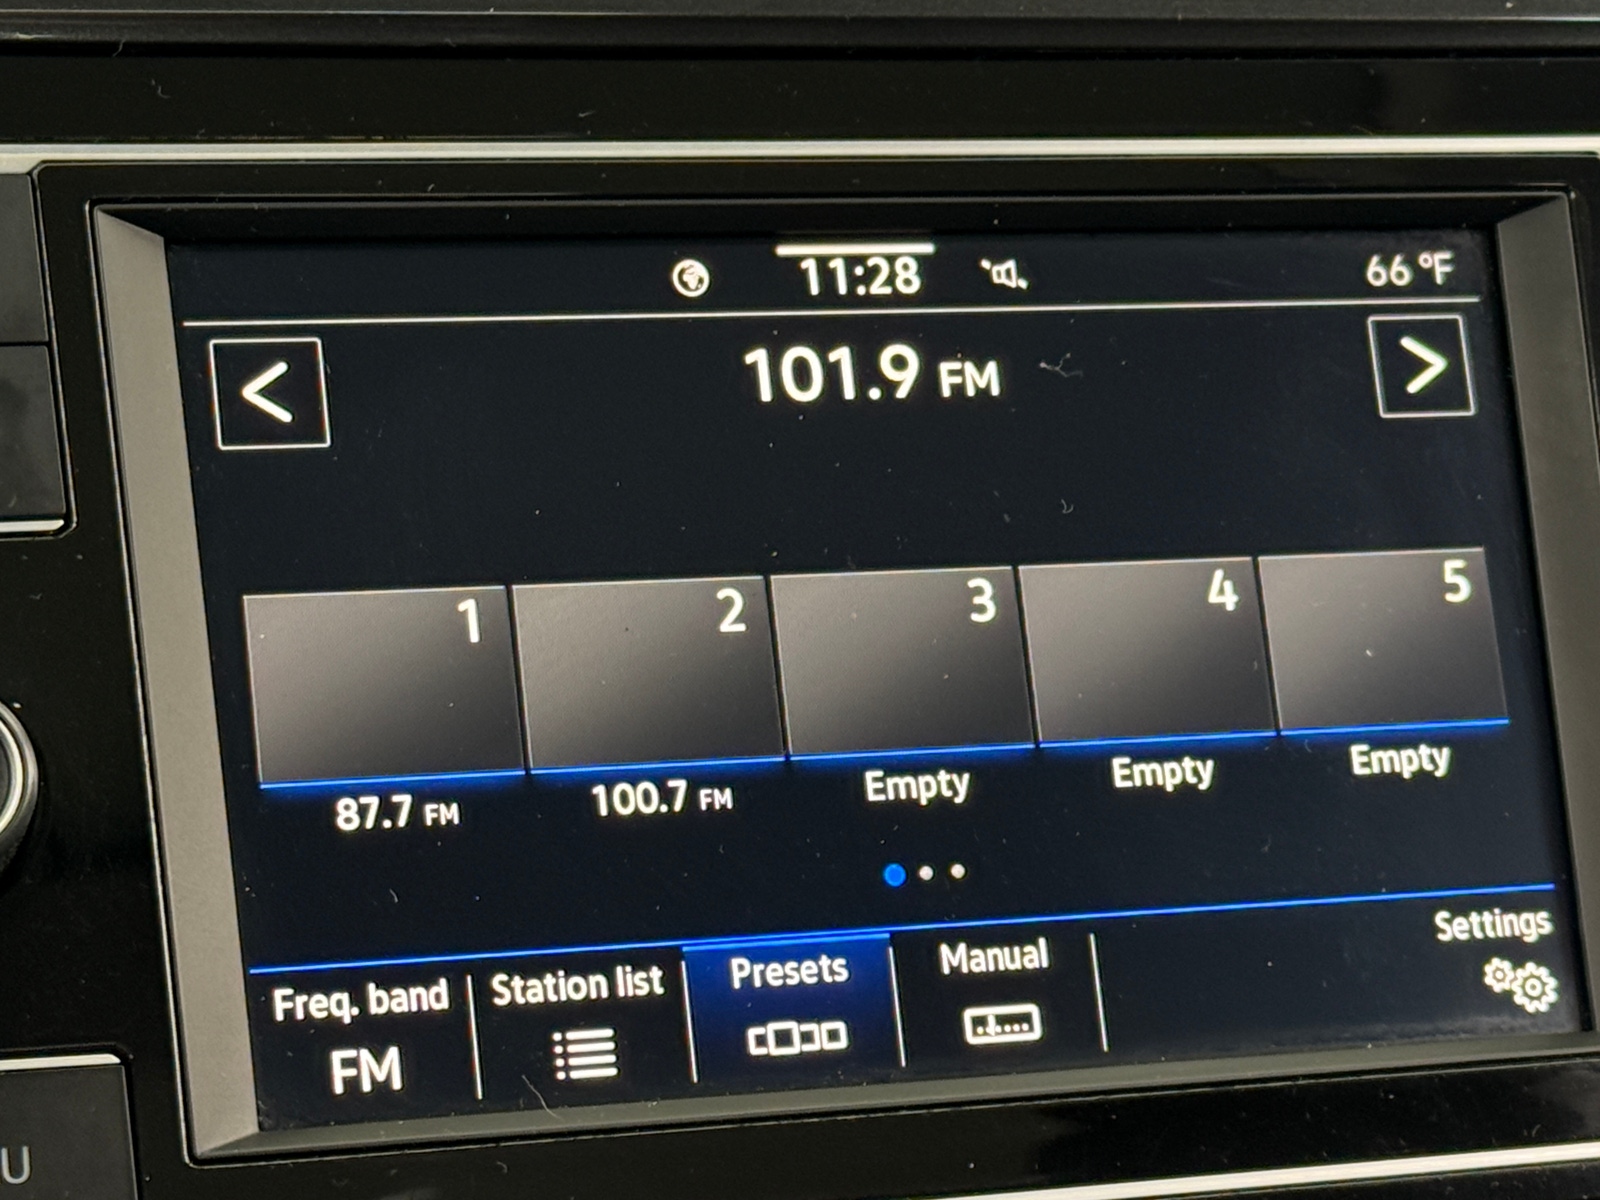 11:28 66 °F
101.9 FM
1 2 3 4 5
87.7 FM 100.7 FM Empty Empty Empty
Freq. band Station list Presets Manual Settings
FM
U